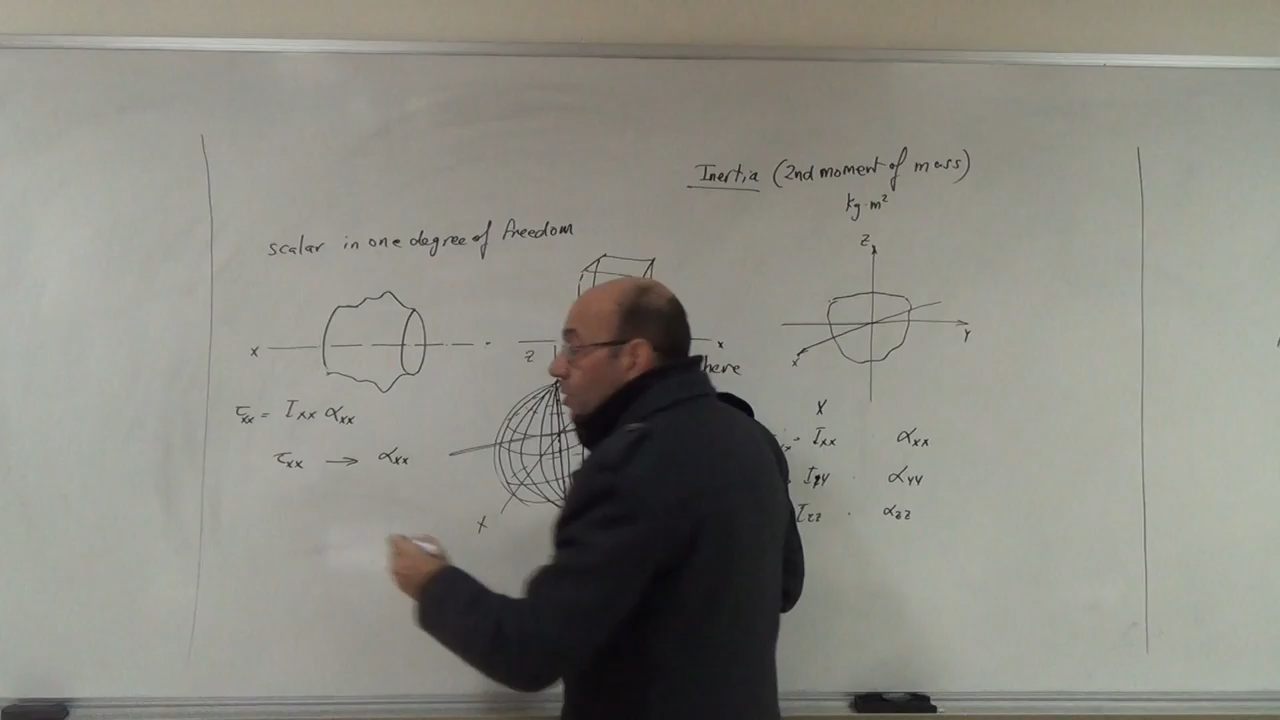 Inertia (2nd moment of mass)
kg·m²
scalar in one degree of freedom
Z
Y
X
X
Z
X
here
τxx = Ixx αxx
τxx → αxx
X
X
Ixx · αxx
Iyy · αyy
Izz · αzz